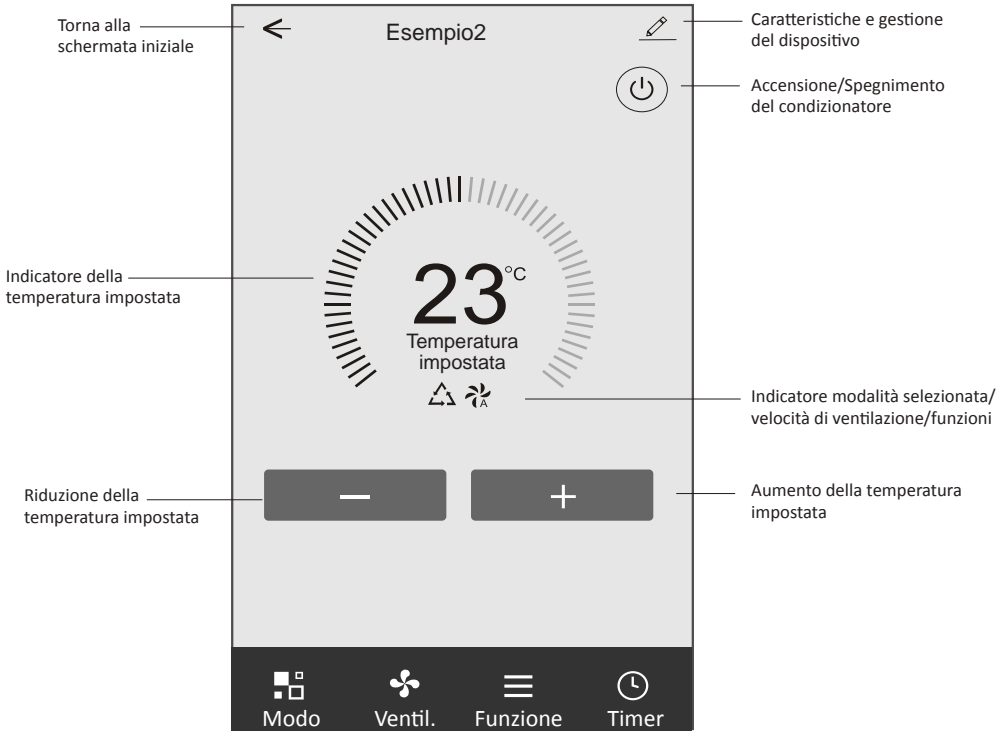 Torna alla
schermata iniziale
Esempio2
Caratteristiche e gestione
del dispositivo
Accensione/Spegnimento
del condizionatore
Indicatore della
temperatura impostata
23°C
Temperatura
impostata
A
Indicatore modalità selezionata/
velocità di ventilazione/funzioni
Riduzione della
temperatura impostata
Aumento della temperatura
impostata
Modo
Ventil.
Funzione
Timer